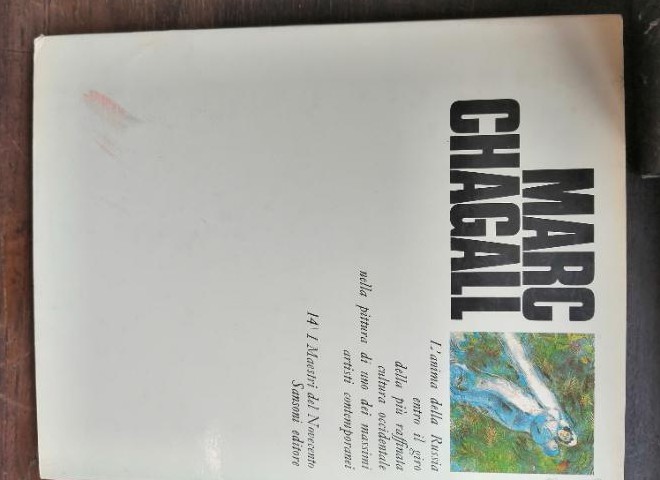 MARC
CHAGALL
L'anima della Russia
entro il giro
della più raffinata
cultura occidentale
nella pittura di uno dei massimi
artisti contemporanei
14\I Maestri del Novecento
Sansoni editore